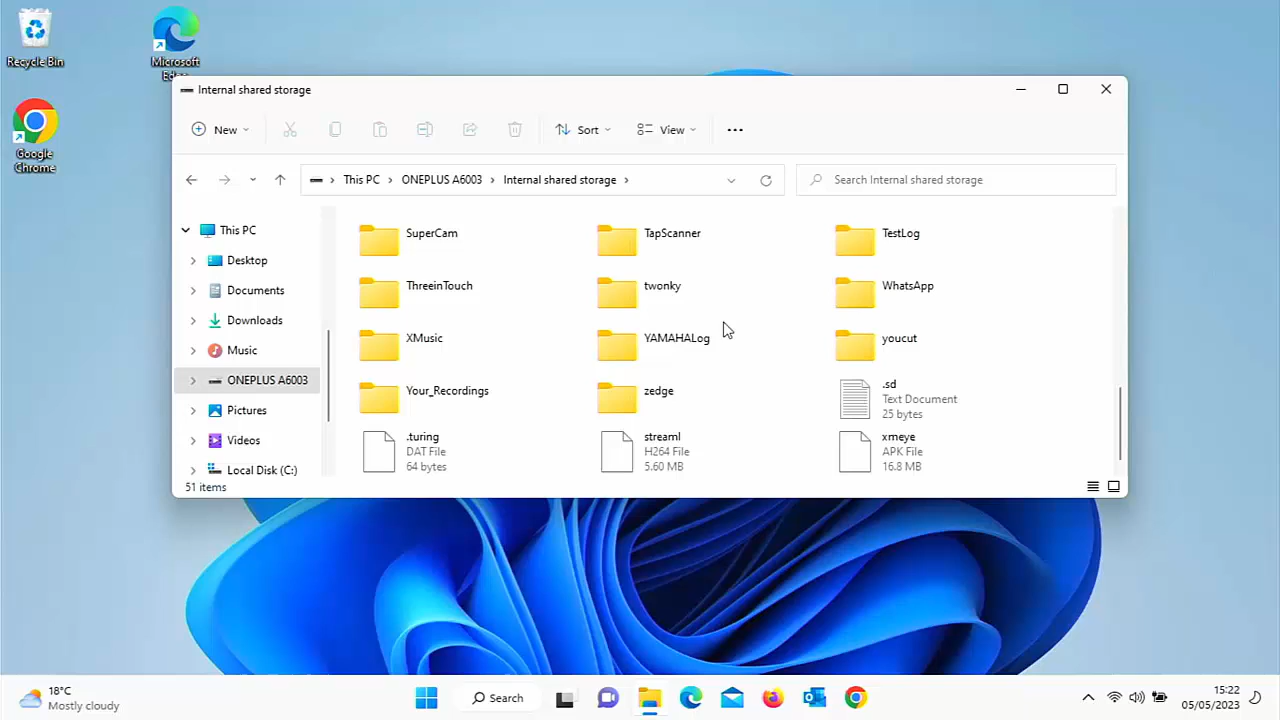 Recycle Bin
Microsoft
Edge
Google
Chrome
Internal shared storage
New
Sort
View
This PC
ONEPLUS A6003
Internal shared storage
Search Internal shared storage
This PC
Desktop
Documents
Downloads
Music
ONEPLUS A6003
Pictures
Videos
Local Disk (C:)
SuperCam
TapScanner
TestLog
ThreeinTouch
twonky
WhatsApp
XMusic
YAMAHALog
youcut
Your_Recordings
zedge
.sd
Text Document
25 bytes
.turing
DAT File
64 bytes
streaml
H264 File
5.60 MB
xmeye
APK File
16.8 MB
51 items
18°C
Mostly cloudy
Search
15:22
05/05/2023